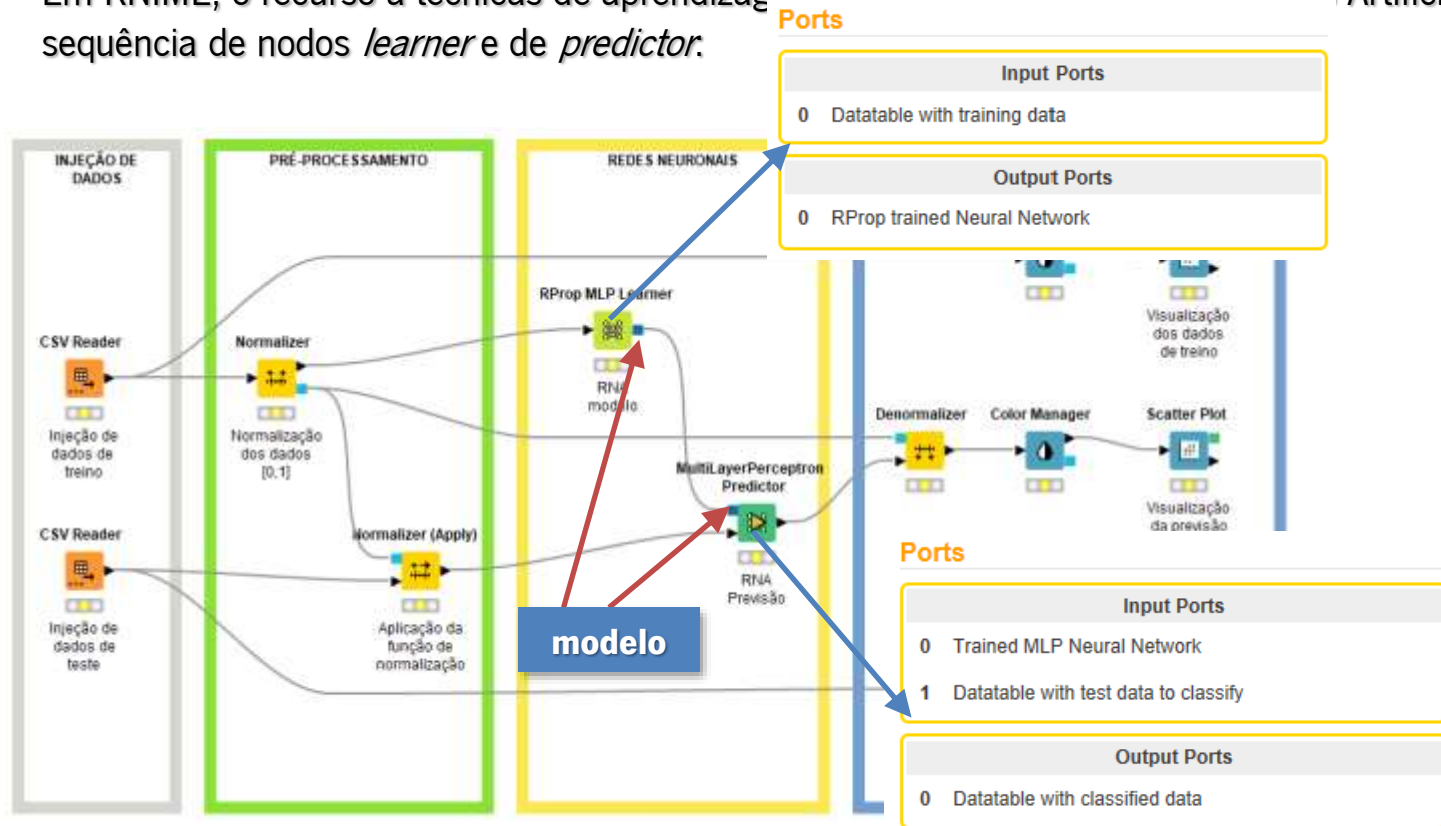 Em KNIME, o recurso a técnicas de aprendizag
Artific
sequência de nodos learner e de predictor:
Ports
Input Ports
0 Datatable with training data
Output Ports
0 RProp trained Neural Network
INJEÇÃO DE
DADOS
PRÉ-PROCESSAMENTO
REDES NEURONAIS
RProp MLP Learner
RNA
modelo
CSV Reader
Injeção de
dados de
treino
Normalizer
Normalização
dos dados
[0,1]
Visualização
dos dados
de treino
Denormalizer
Color Manager
Scatter Plot
Visualização
da previsão
MultiLayerPerceptron
Predictor
RNA
Previsão
CSV Reader
Injeção de
dados de
teste
Normalizer (Apply)
Aplicação da
função de
normalização
modelo
Ports
Input Ports
0 Trained MLP Neural Network
1 Datatable with test data to classify
Output Ports
0 Datatable with classified data